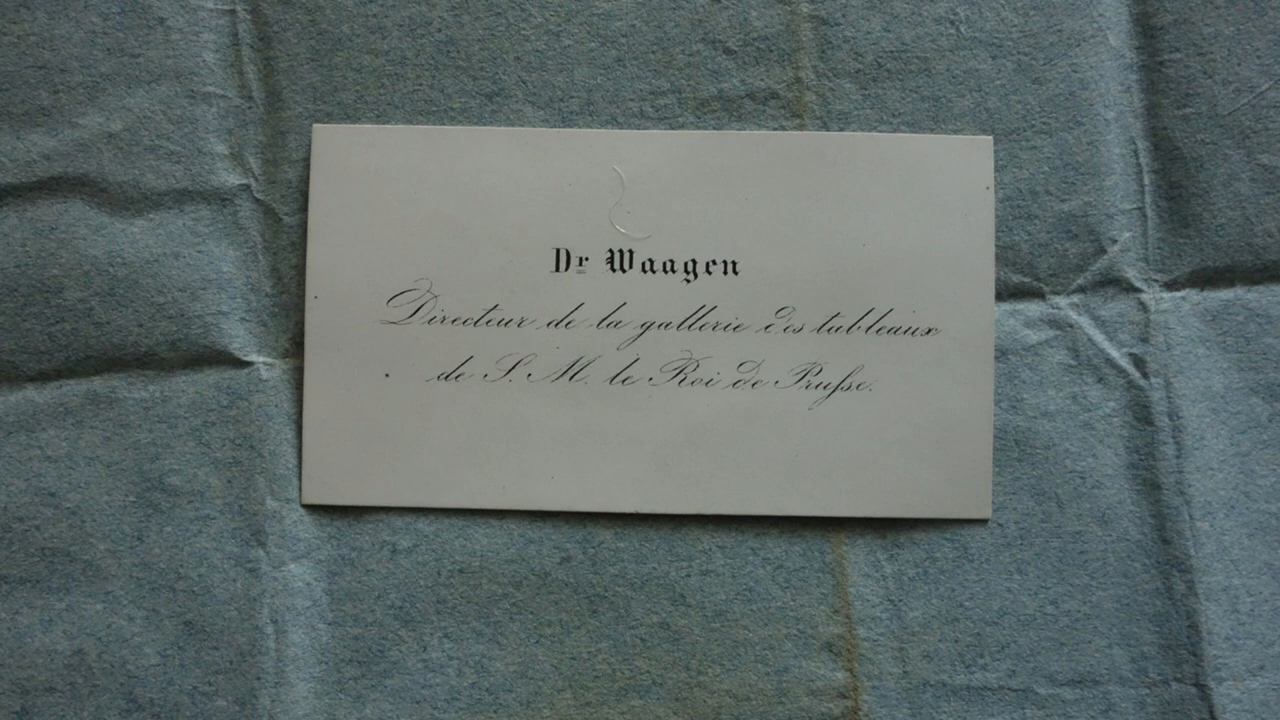 Dr Waagen
Directeur de la gallerie des tableaux
de S. M. le Roi de Pruſse.